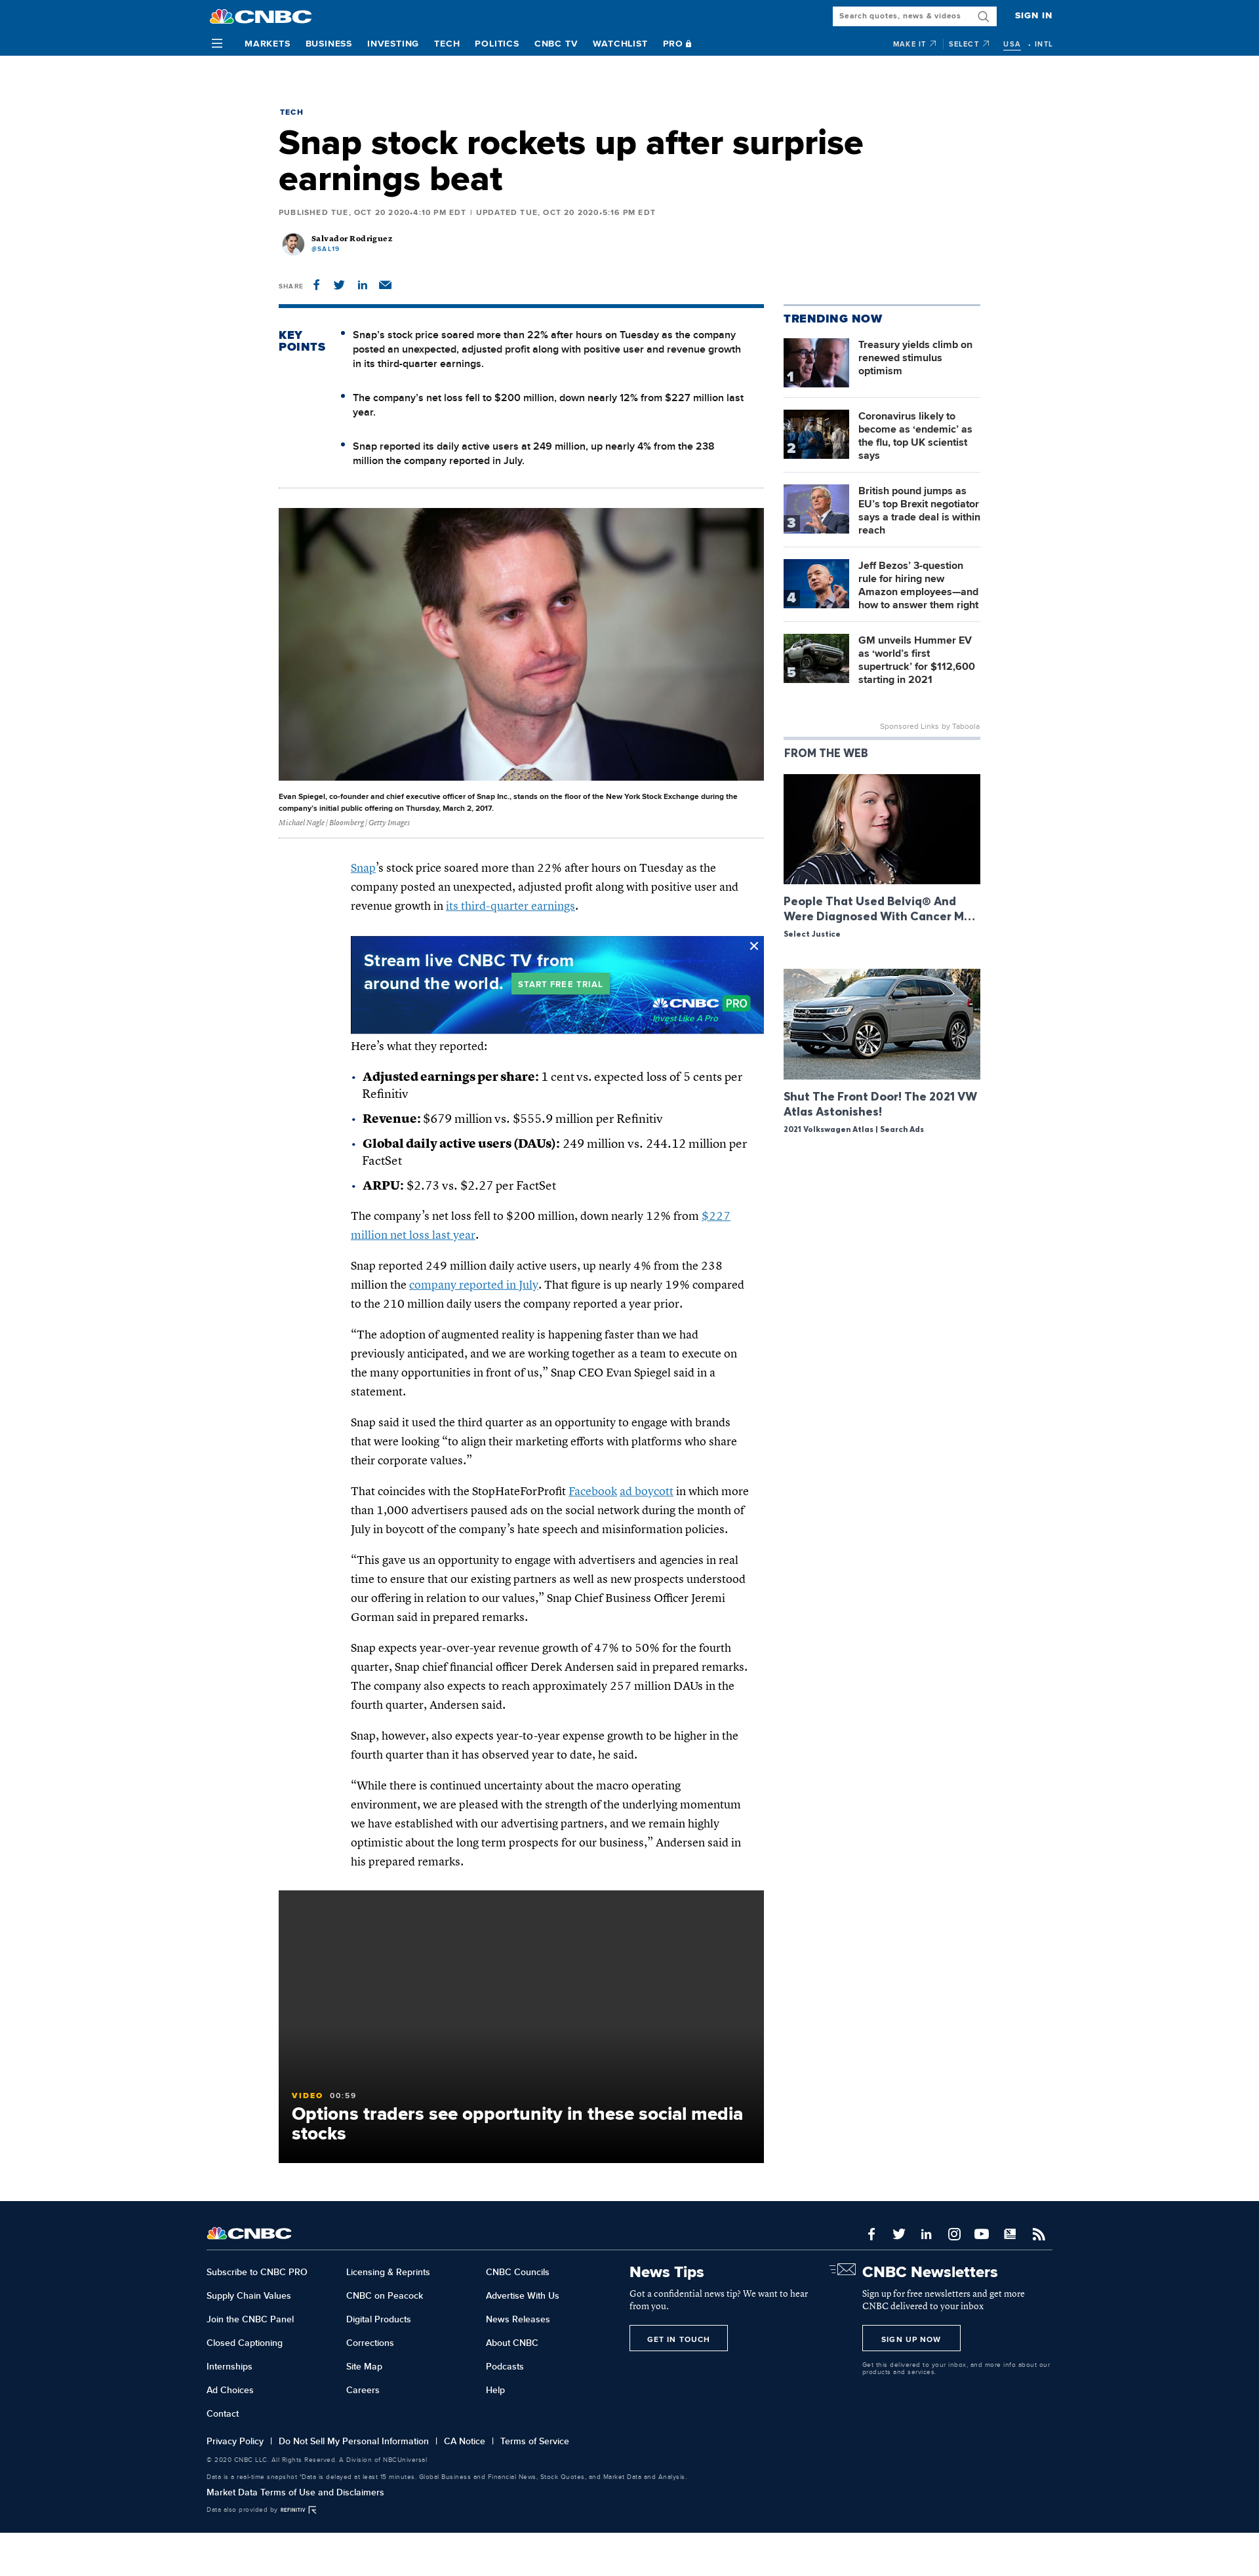 CNBC
Search quotes, news & videos
SIGN IN
MARKETS BUSINESS INVESTING TECH POLITICS CNBC TV WATCHLIST PRO
MAKE IT SELECT USA • INTL
TECH
Snap stock rockets up after surprise
earnings beat
PUBLISHED TUE, OCT 20 2020•4:10 PM EDT | UPDATED TUE, OCT 20 2020•5:16 PM EDT
Salvador Rodriguez
@SAL19
SHARE
KEY
POINTS
Snap’s stock price soared more than 22% after hours on Tuesday as the company
posted an unexpected, adjusted profit along with positive user and revenue growth
in its third-quarter earnings.
The company’s net loss fell to $200 million, down nearly 12% from $227 million last
year.
Snap reported its daily active users at 249 million, up nearly 4% from the 238
million the company reported in July.
Evan Spiegel, co-founder and chief executive officer of Snap Inc., stands on the floor of the New York Stock Exchange during the
company’s initial public offering on Thursday, March 2, 2017.
Michael Nagle | Bloomberg | Getty Images
Snap’s stock price soared more than 22% after hours on Tuesday as the
company posted an unexpected, adjusted profit along with positive user and
revenue growth in its third-quarter earnings.
Stream live CNBC TV from
around the world. START FREE TRIAL
CNBC PRO
Invest Like A Pro
Here’s what they reported:
• Adjusted earnings per share: 1 cent vs. expected loss of 5 cents per
Refinitiv
• Revenue: $679 million vs. $555.9 million per Refinitiv
• Global daily active users (DAUs): 249 million vs. 244.12 million per
FactSet
• ARPU: $2.73 vs. $2.27 per FactSet
The company’s net loss fell to $200 million, down nearly 12% from $227
million net loss last year.
Snap reported 249 million daily active users, up nearly 4% from the 238
million the company reported in July. That figure is up nearly 19% compared
to the 210 million daily users the company reported a year prior.
“The adoption of augmented reality is happening faster than we had
previously anticipated, and we are working together as a team to execute on
the many opportunities in front of us,” Snap CEO Evan Spiegel said in a
statement.
Snap said it used the third quarter as an opportunity to engage with brands
that were looking “to align their marketing efforts with platforms who share
their corporate values.”
That coincides with the StopHateForProfit Facebook ad boycott in which more
than 1,000 advertisers paused ads on the social network during the month of
July in boycott of the company’s hate speech and misinformation policies.
“This gave us an opportunity to engage with advertisers and agencies in real
time to ensure that our existing partners as well as new prospects understood
our offering in relation to our values,” Snap Chief Business Officer Jeremi
Gorman said in prepared remarks.
Snap expects year-over-year revenue growth of 47% to 50% for the fourth
quarter, Snap chief financial officer Derek Andersen said in prepared remarks.
The company also expects to reach approximately 257 million DAUs in the
fourth quarter, Andersen said.
Snap, however, also expects year-to-year expense growth to be higher in the
fourth quarter than it has observed year to date, he said.
“While there is continued uncertainty about the macro operating
environment, we are pleased with the strength of the underlying momentum
we have established with our advertising partners, and we remain highly
optimistic about the long term prospects for our business,” Andersen said in
his prepared remarks.
VIDEO 00:59
Options traders see opportunity in these social media
stocks
TRENDING NOW
1
Treasury yields climb on
renewed stimulus
optimism
2
Coronavirus likely to
become as ‘endemic’ as
the flu, top UK scientist
says
3
British pound jumps as
EU’s top Brexit negotiator
says a trade deal is within
reach
4
Jeff Bezos’ 3-question
rule for hiring new
Amazon employees—and
how to answer them right
5
GM unveils Hummer EV
as ‘world’s first
supertruck’ for $112,600
starting in 2021
Sponsored Links by Taboola
FROM THE WEB
People That Used Belviq® And
Were Diagnosed With Cancer M…
Select Justice
Shut The Front Door! The 2021 VW
Atlas Astonishes!
2021 Volkswagen Atlas | Search Ads
CNBC
Subscribe to CNBC PRO
Supply Chain Values
Join the CNBC Panel
Closed Captioning
Internships
Ad Choices
Contact
Licensing & Reprints
CNBC on Peacock
Digital Products
Corrections
Site Map
Careers
CNBC Councils
Advertise With Us
News Releases
About CNBC
Podcasts
Help
News Tips
Got a confidential news tip? We want to hear
from you.
GET IN TOUCH
CNBC Newsletters
Sign up for free newsletters and get more
CNBC delivered to your inbox
SIGN UP NOW
Get this delivered to your inbox, and more info about our
products and services.
Privacy Policy | Do Not Sell My Personal Information | CA Notice | Terms of Service
© 2020 CNBC LLC. All Rights Reserved. A Division of NBCUniversal
Data is a real-time snapshot *Data is delayed at least 15 minutes. Global Business and Financial News, Stock Quotes, and Market Data and Analysis.
Market Data Terms of Use and Disclaimers
Data also provided by REFINITIV